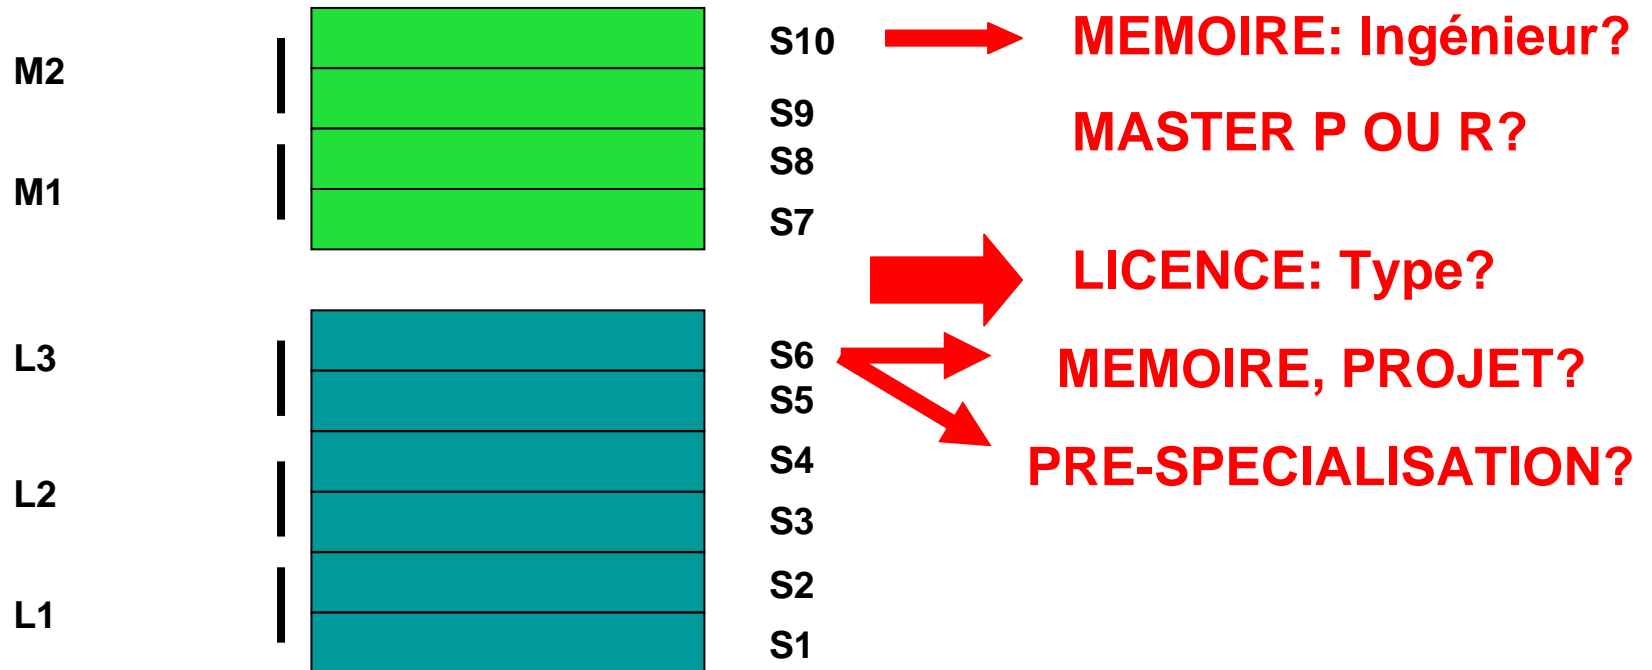 S10 MEMOIRE: Ingénieur?
M2
S9
MASTER P OU R?
S8
M1
S7
LICENCE: Type?
L3
S6
MEMOIRE, PROJET?
S5
S4
PRE-SPECIALISATION?
L2
S3
S2
L1
S1